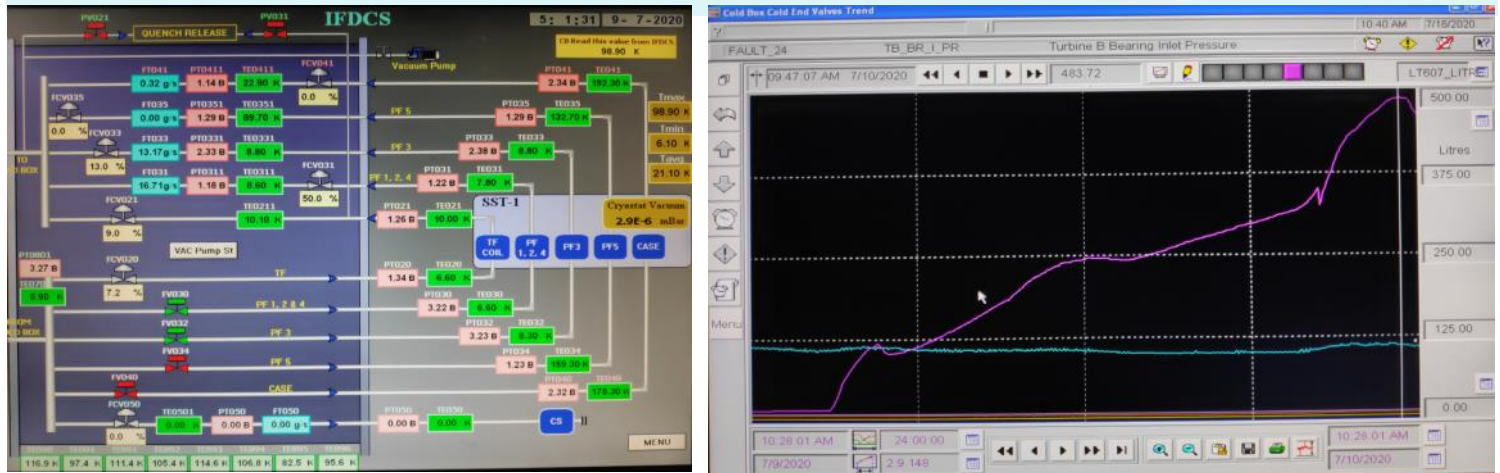 PV021
PV031
IFDCS
5: 1:31 9- 7-2020
QUENCH RELEASE
CB Read this value from IFDCS
98.90 K
Vacuum Pump
FT041 PT0411 TE0411 FCV041
0.32 g/s 1.14 B 22.90 K
0.0 %
PT041 TE041
2.34 B 192.30 K
FCV035
0.0 %
FT035 PT0351 TE0351
0.00 g/s 1.29 B 89.70 K
PF 5
PT035 TE035
1.29 B 132.70 K
Tmax
98.90 K
Tmin
6.10 K
Tavg
21.10 K
FCV033
13.0 %
FT033 PT0331 TE0331
13.17g/s 2.33 B 8.80 K
PF 3
PT033 TE033
2.38 B 8.80 K
FT031 PT0311 TE0311 FCV031
16.71g/s 1.18 B 8.60 K
50.0 %
PF 1, 2, 4
PT031 TE031
1.22 B 7.80 K
FCV021
9.0 %
TE0211
10.10 K
PT021 TE021
1.26 B 10.00 K
SST-1
Cryostat Vacuum
2.9E-6 mBar
TF COIL
PF 1, 2, 4
PF3
PF5
CASE
VAC Pump St
PT0801
3.27 B
FCV020
7.2 %
TF
PT020 TE020
1.34 B 6.60 K
FV030
PF 1, 2 & 4
PT030 TE030
3.22 B 6.60 K
FV032
PF 3
PT032 TE032
3.23 B 8.30 K
FV034
PF 5
PT034 TE034
1.23 B 159.30 K
FV040
CASE
PT040 TE040
2.32 B 178.30 K
FCV050
0.0 %
TE0501 PT050 FT050
0.00 K 0.00 B 0.00 g/s
PT050 TE050
0.00 B 0.00 K
CS
MENU
116.9 K 97.4 K 111.4 K 105.4 K 114.6 K 106.8 K 82.5 K 95.6 K
Cold Box Cold End Valves Trend
10:40 AM 7/16/2020
FAULT_24 TB_BR_I_PR Turbine B Bearing Inlet Pressure
09:47:07 AM 7/10/2020
483.72
LT607_LITRE
500.00
Litres
375.00
250.00
125.00
0.00
Menu
10:28:01 AM
7/9/2020
24:00:00
2.9.148
10:28:01 AM
7/10/2020